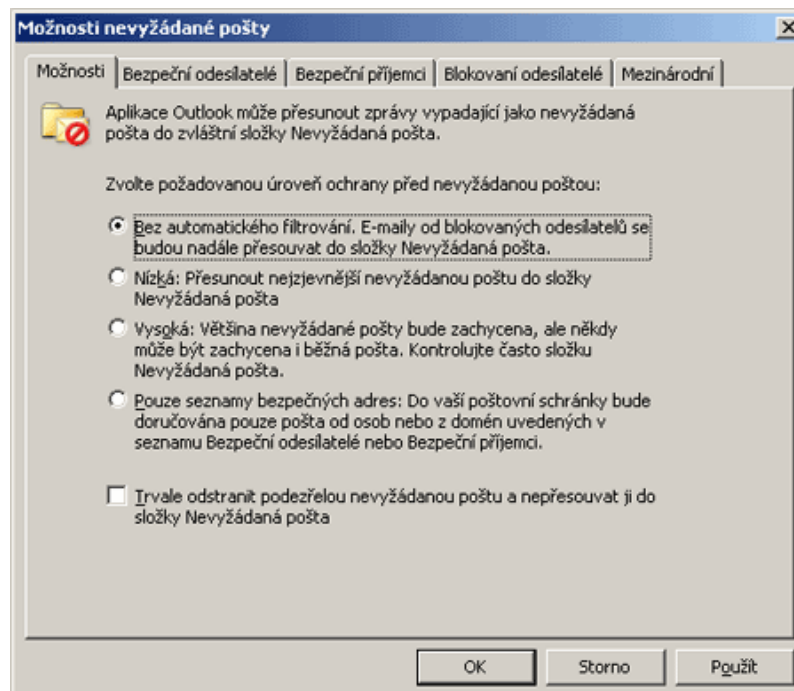 Možnosti nevyžádané pošty
Možnosti
Bezpeční odesílatelé
Bezpeční příjemci
Blokovaní odesílatelé
Mezinárodní
Aplikace Outlook může přesunout zprávy vypadající jako nevyžádaná
pošta do zvláštní složky Nevyžádaná pošta.
Zvolte požadovanou úroveň ochrany před nevyžádanou poštou:
Bez automatického filtrování. E-maily od blokovaných odesílatelů se
budou nadále přesouvat do složky Nevyžádaná pošta.
Nízká: Přesunout nejzjevnější nevyžádanou poštu do složky
Nevyžádaná pošta
Vysoká: Většina nevyžádané pošty bude zachycena, ale někdy
může být zachycena i běžná pošta. Kontrolujte často složku
Nevyžádaná pošta.
Pouze seznamy bezpečných adres: Do vaší poštovní schránky bude
doručována pouze pošta od osob nebo z domén uvedených v
seznamu Bezpeční odesílatelé nebo Bezpeční příjemci.
Trvale odstranit podezřelou nevyžádanou poštu a nepřesouvat ji do
složky Nevyžádaná pošta
OK
Storno
Použít